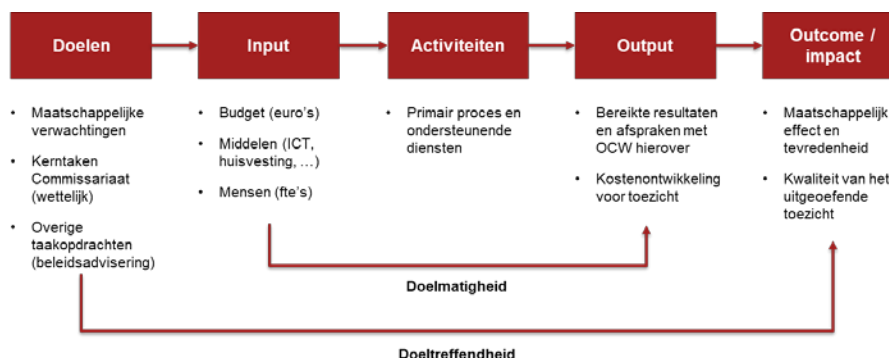 Doelen
Input
Activiteiten
Output
Outcome /
impact
• Maatschappelijke
verwachtingen
• Kerntaken
Commissariaat
(wettelijk)
• Overige
taakopdrachten
(beleidsadvisering)
• Budget (euro's)
• Middelen (ICT,
huisvesting, …)
• Mensen (fte's)
• Primair proces en
ondersteunende
diensten
• Bereikte resultaten
en afspraken met
OCW hierover
• Kostenontwikkeling
voor toezicht
• Maatschappelijk
effect en
tevredenheid
• Kwaliteit van het
uitgeoefende
toezicht
Doelmatigheid
Doeltreffendheid